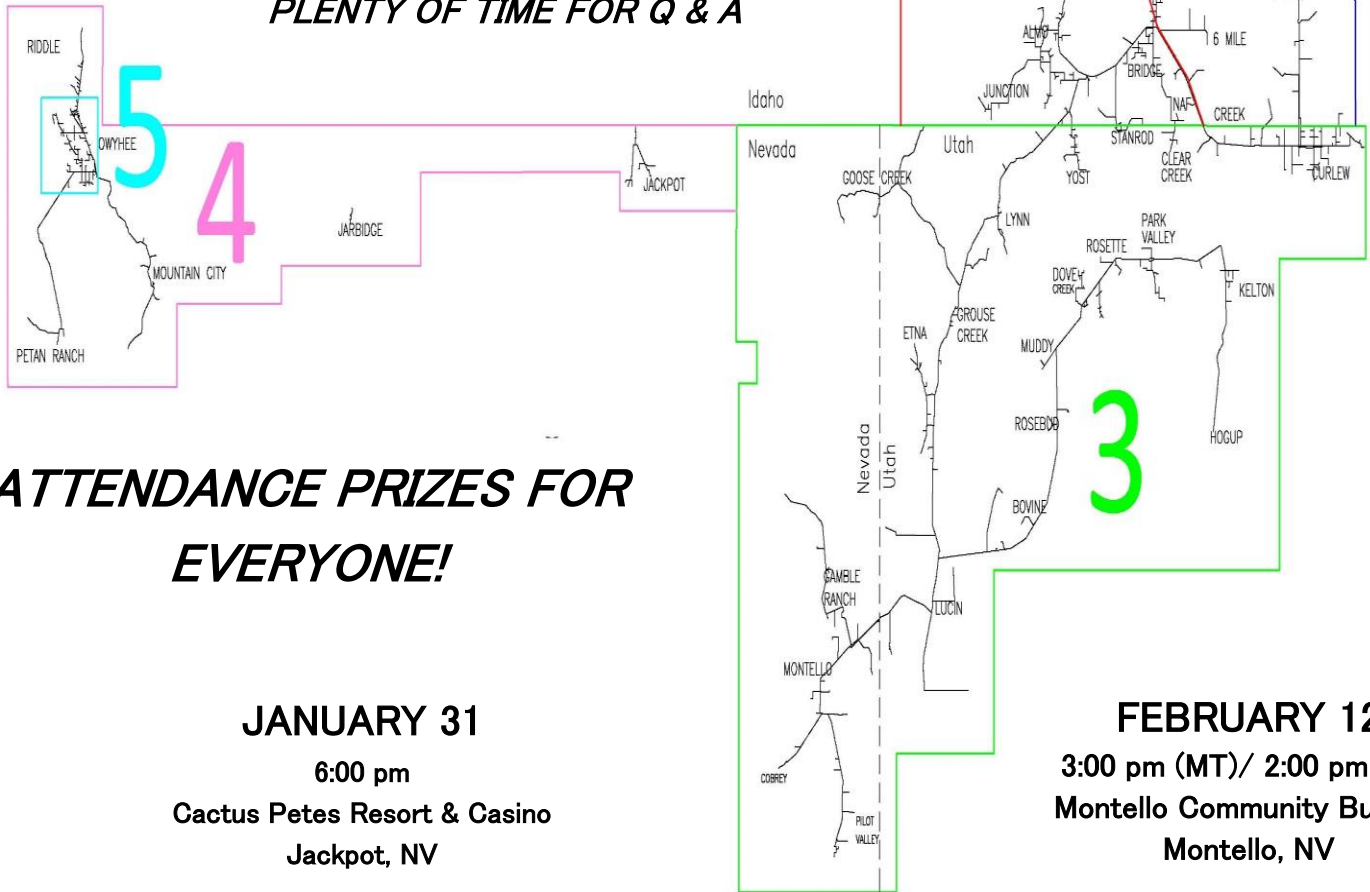 PLENTY OF TIME FOR Q & A
RIDDLE
5
OWYHEE
4
JARBIDGE
JACKPOT
MOUNTAIN CITY
PETAN RANCH
Idaho
Nevada
Utah
ALMO
6 MILE
BRIDGE
JUNCTION
NAF
CREEK
STANROD
CLEAR
CREEK
YOST
CURLEW
GOOSE CREEK
LYNN
PARK
VALLEY
ROSETTE
DOVE
CREEK
KELTON
GROUSE
CREEK
ETNA
MUDDY
3
ROSEBUD
HOGUP
Nevada
Utah
BOVINE
GAMBLE
RANCH
LUCIN
MONTELLO
COBREY
PILOT
VALLEY
ATTENDANCE PRIZES FOR
EVERYONE!
JANUARY 31
6:00 pm
Cactus Petes Resort & Casino
Jackpot, NV
FEBRUARY 12
3:00 pm (MT)/ 2:00 pm
Montello Community Bu
Montello, NV